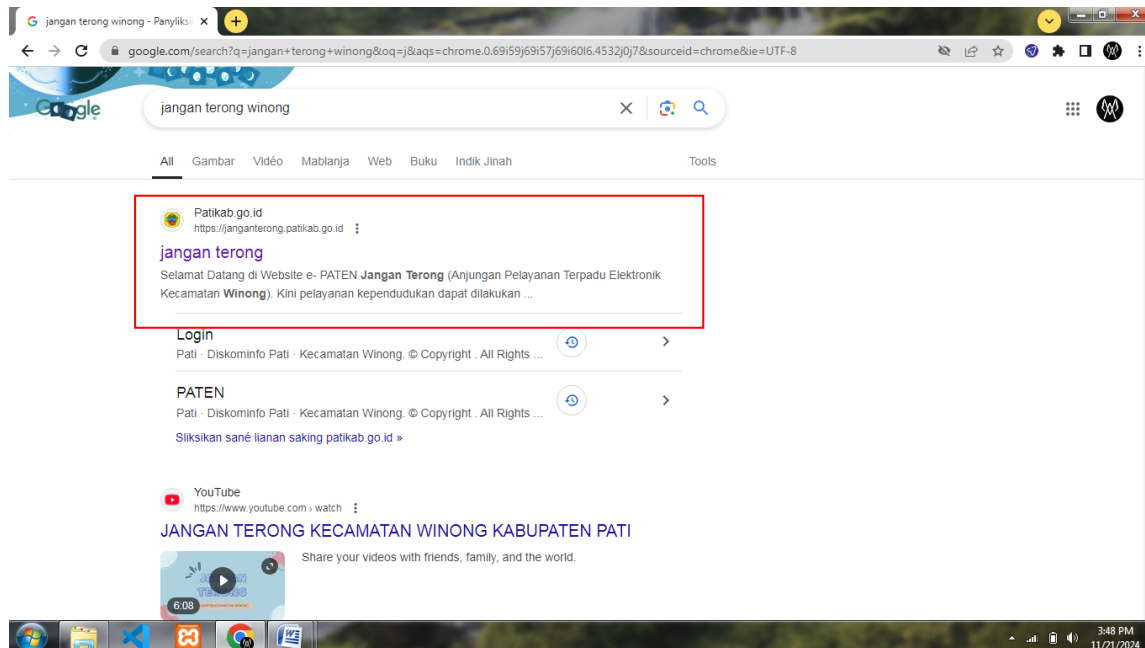 jangan terong winong - Panyliksi
google.com/search?q=jangan+terong+winong&oq=j&aqs=chrome.0.69i59j69i57j69i60l6.4532j0j7&sourceid=chrome&ie=UTF-8
Google
jangan terong winong
All Gambar Vidéo Mablanja Web Buku Indik Jinah Tools
Patikab.go.id
https://janganterong.patikab.go.id
jangan terong
Selamat Datang di Website e- PATEN Jangan Terong (Anjungan Pelayanan Terpadu Elektronik
Kecamatan Winong). Kini pelayanan kependudukan dapat dilakukan ...
Login
Pati - Diskominfo Pati - Kecamatan Winong. © Copyright . All Rights ...
PATEN
Pati - Diskominfo Pati - Kecamatan Winong. © Copyright . All Rights ...
Sliksikan sané lianan saking patikab.go.id »
YouTube
https://www.youtube.com › watch
JANGAN TERONG KECAMATAN WINONG KABUPATEN PATI
Share your videos with friends, family, and the world.
JANGAN
TERONG
6:08
3:48 PM
11/21/2024